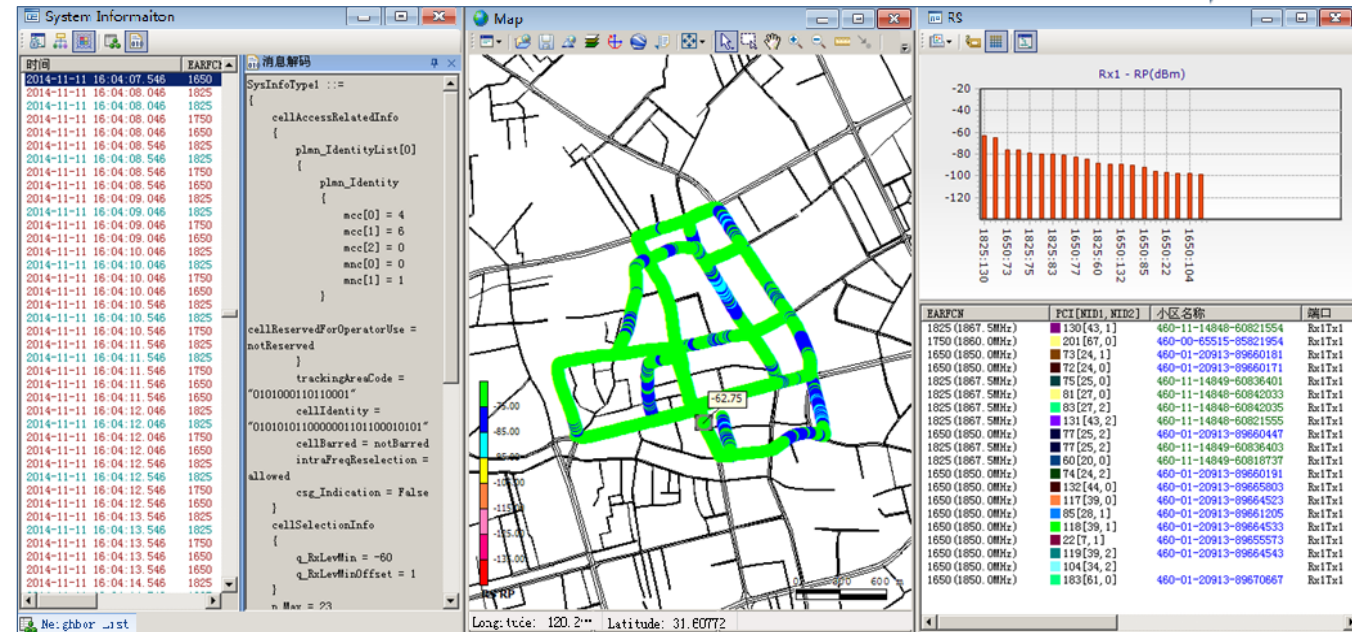 System Informaiton
时间 EARFCN
2014-11-11 16:04:07.546 1650
2014-11-11 16:04:08.046 1825
2014-11-11 16:04:08.046 1825
2014-11-11 16:04:08.046 1750
2014-11-11 16:04:08.046 1650
2014-11-11 16:04:08.546 1825
2014-11-11 16:04:08.546 1825
2014-11-11 16:04:08.546 1750
2014-11-11 16:04:08.546 1650
2014-11-11 16:04:09.046 1825
2014-11-11 16:04:09.046 1825
2014-11-11 16:04:09.046 1750
2014-11-11 16:04:09.046 1650
2014-11-11 16:04:10.046 1825
2014-11-11 16:04:10.046 1825
2014-11-11 16:04:10.046 1750
2014-11-11 16:04:10.046 1650
2014-11-11 16:04:10.546 1825
2014-11-11 16:04:10.546 1825
2014-11-11 16:04:10.546 1750
2014-11-11 16:04:11.546 1825
2014-11-11 16:04:11.546 1825
2014-11-11 16:04:11.546 1750
2014-11-11 16:04:11.546 1650
2014-11-11 16:04:11.546 1650
2014-11-11 16:04:12.046 1825
2014-11-11 16:04:12.046 1825
2014-11-11 16:04:12.046 1750
2014-11-11 16:04:12.046 1650
2014-11-11 16:04:12.546 1825
2014-11-11 16:04:12.546 1825
2014-11-11 16:04:12.546 1750
2014-11-11 16:04:12.546 1650
2014-11-11 16:04:13.546 1825
2014-11-11 16:04:13.546 1825
2014-11-11 16:04:13.546 1750
2014-11-11 16:04:13.546 1650
2014-11-11 16:04:13.546 1650
2014-11-11 16:04:14.546 1825
Neighbor List
消息解码
SysInfoType1 ::=
{
cellAccessRelatedInfo
{
plmn_IdentityList[0]
{
plmn_Identity
{
mcc[0] = 4
mcc[1] = 6
mcc[2] = 0
mnc[0] = 0
mnc[1] = 1
}
cellReservedForOperatorUse =
notReserved
}
trackingAreaCode =
"0101000110110001"
cellIdentity =
"0101010110000001101100010101"
cellBarred = notBarred
intraFreqReselection =
allowed
csg_Indication = False
}
cellSelectionInfo
{
q_RxLevMin = -60
q_RxLevMinOffset = 1
}
p_Max = 23
Map
-62.75
-75.00
-85.00
-95.00
-105.00
-115.00
-125.00
-135.00
RSRP
0 300 600 m
Longitude: 120.2··· Latitude: 31.60772
RS
Rx1 - RP(dBm)
-20
-40
-60
-80
-100
-120
1825:130
1650:73
1825:75
1825:83
1650:77
1825:60
1650:132
1650:85
1650:22
1650:104
EARFCN PCI[NID1, NID2] 小区名称 端口
1825(1867.5MHz) 130[43,1] 460-11-14848-60821554 Rx1Tx1
1750(1860.0MHz) 201[67,0] 460-00-65515-85821954 Rx1Tx1
1650(1850.0MHz) 73[24,1] 460-01-20913-89660181 Rx1Tx1
1650(1850.0MHz) 72[24,0] 460-01-20913-89660171 Rx1Tx1
1825(1867.5MHz) 75[25,0] 460-11-14849-60836401 Rx1Tx1
1825(1867.5MHz) 81[27,0] 460-11-14848-60842033 Rx1Tx1
1825(1867.5MHz) 83[27,2] 460-11-14848-60842035 Rx1Tx1
1825(1867.5MHz) 131[43,2] 460-11-14848-60821555 Rx1Tx1
1650(1850.0MHz) 77[25,2] 460-01-20913-89660447 Rx1Tx1
1825(1867.5MHz) 77[25,2] 460-11-14849-60836403 Rx1Tx1
1825(1867.5MHz) 60[20,0] 460-11-14849-60818737 Rx1Tx1
1650(1850.0MHz) 74[24,2] 460-01-20913-89660191 Rx1Tx1
1650(1850.0MHz) 132[44,0] 460-01-20913-89665803 Rx1Tx1
1650(1850.0MHz) 117[39,0] 460-01-20913-89664523 Rx1Tx1
1650(1850.0MHz) 85[28,1] 460-01-20913-89661205 Rx1Tx1
1650(1850.0MHz) 118[39,1] 460-01-20913-89664533 Rx1Tx1
1650(1850.0MHz) 22[7,1] 460-01-20913-89655573 Rx1Tx1
1650(1850.0MHz) 119[39,2] 460-01-20913-89664543 Rx1Tx1
1650(1850.0MHz) 104[34,2] Rx1Tx1
1650(1850.0MHz) 183[61,0] 460-01-20913-89670667 Rx1Tx1